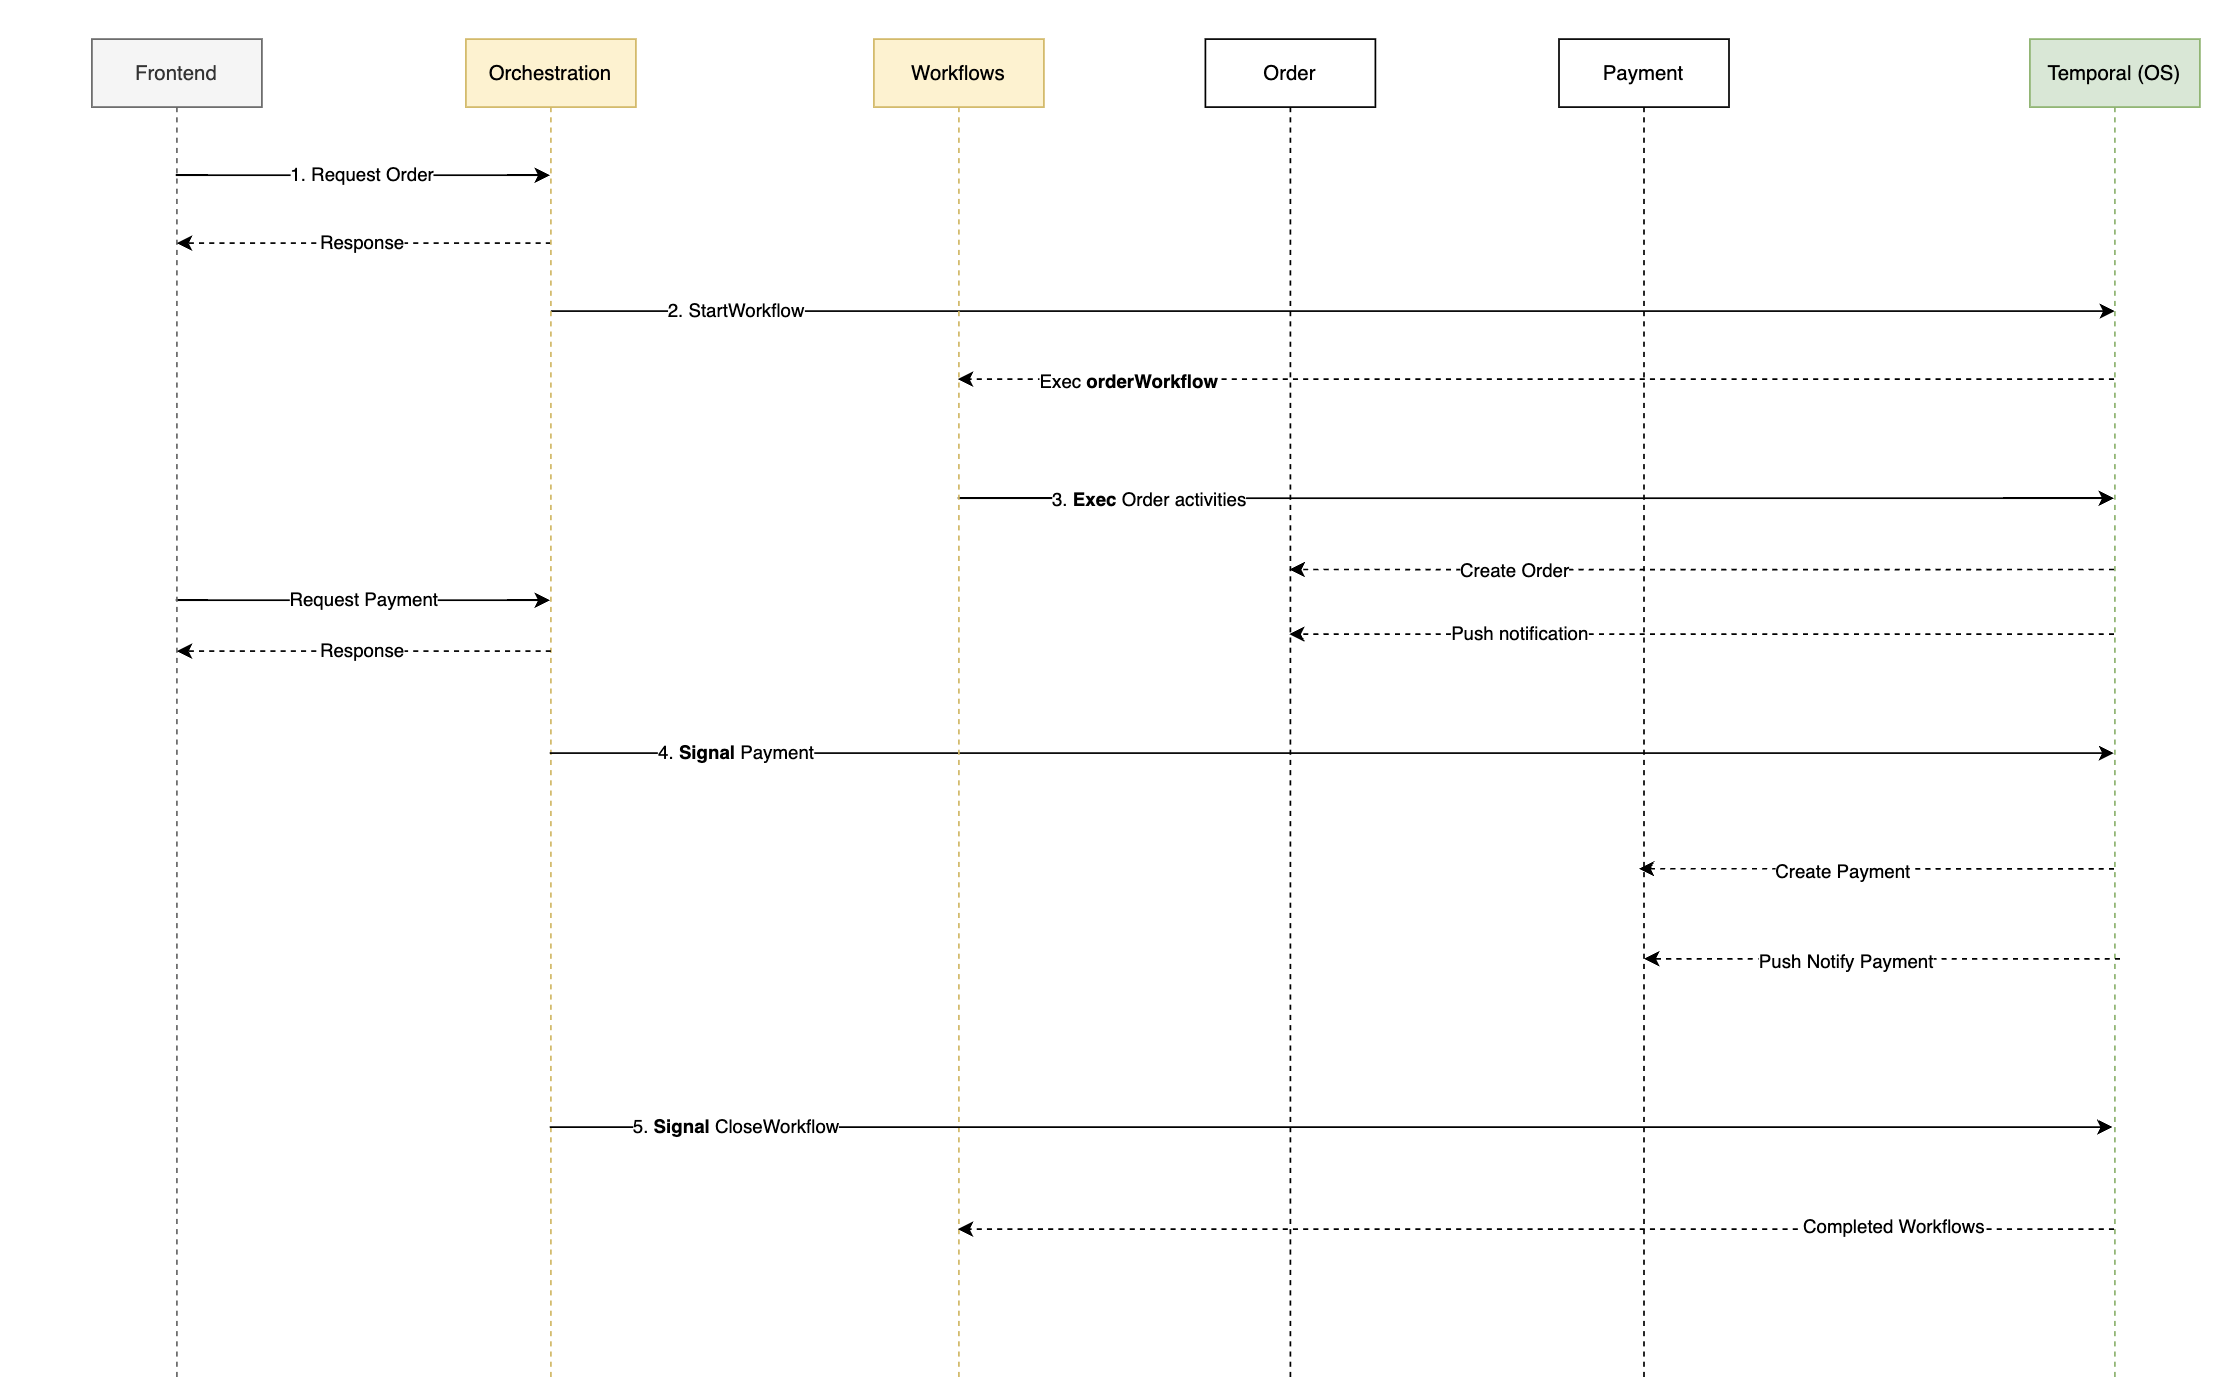 Frontend
Orchestration
Workflows
Order
Payment
Temporal (OS)
1. Request Order
Response
2. StartWorkflow
Exec orderWorkflow
3. Exec Order activities
Create Order
Request Payment
Push notification
Response
4. Signal Payment
Create Payment
Push Notify Payment
5. Signal CloseWorkflow
Completed Workflows